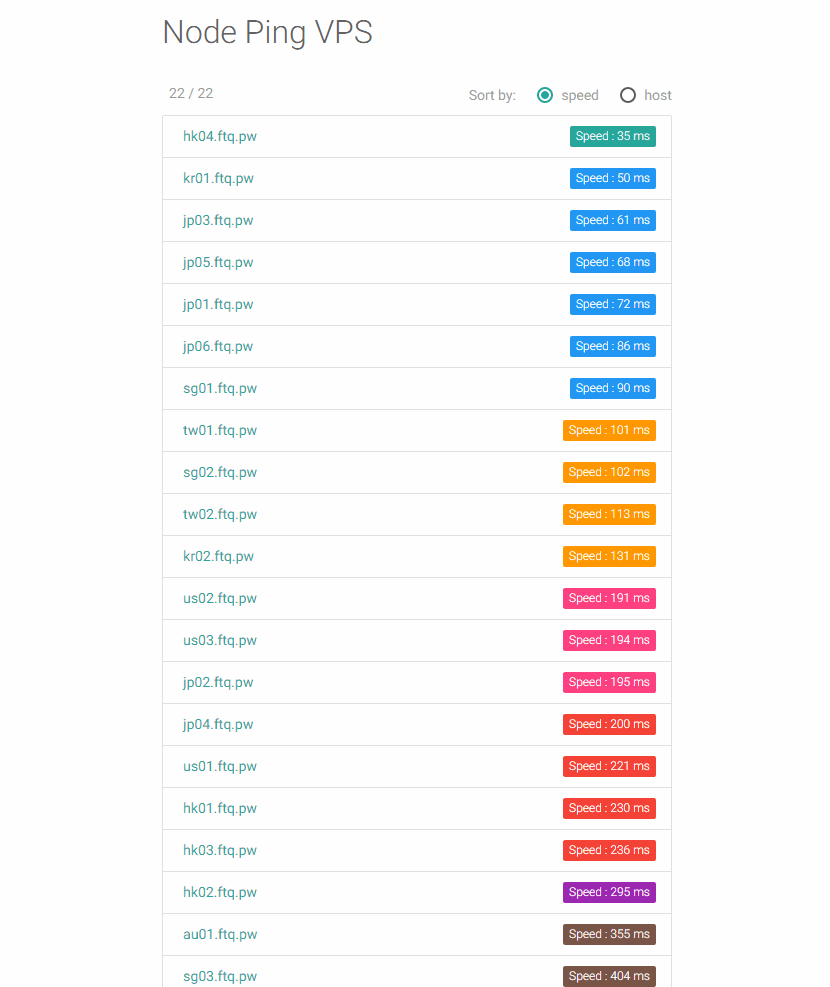 Node Ping VPS
22 / 22 Sort by: speed host
hk04.ftq.pw Speed : 35 ms
kr01.ftq.pw Speed : 50 ms
jp03.ftq.pw Speed : 61 ms
jp05.ftq.pw Speed : 68 ms
jp01.ftq.pw Speed : 72 ms
jp06.ftq.pw Speed : 86 ms
sg01.ftq.pw Speed : 90 ms
tw01.ftq.pw Speed : 101 ms
sg02.ftq.pw Speed : 102 ms
tw02.ftq.pw Speed : 113 ms
kr02.ftq.pw Speed : 131 ms
us02.ftq.pw Speed : 191 ms
us03.ftq.pw Speed : 194 ms
jp02.ftq.pw Speed : 195 ms
jp04.ftq.pw Speed : 200 ms
us01.ftq.pw Speed : 221 ms
hk01.ftq.pw Speed : 230 ms
hk03.ftq.pw Speed : 236 ms
hk02.ftq.pw Speed : 295 ms
au01.ftq.pw Speed : 355 ms
sg03.ftq.pw Speed : 404 ms